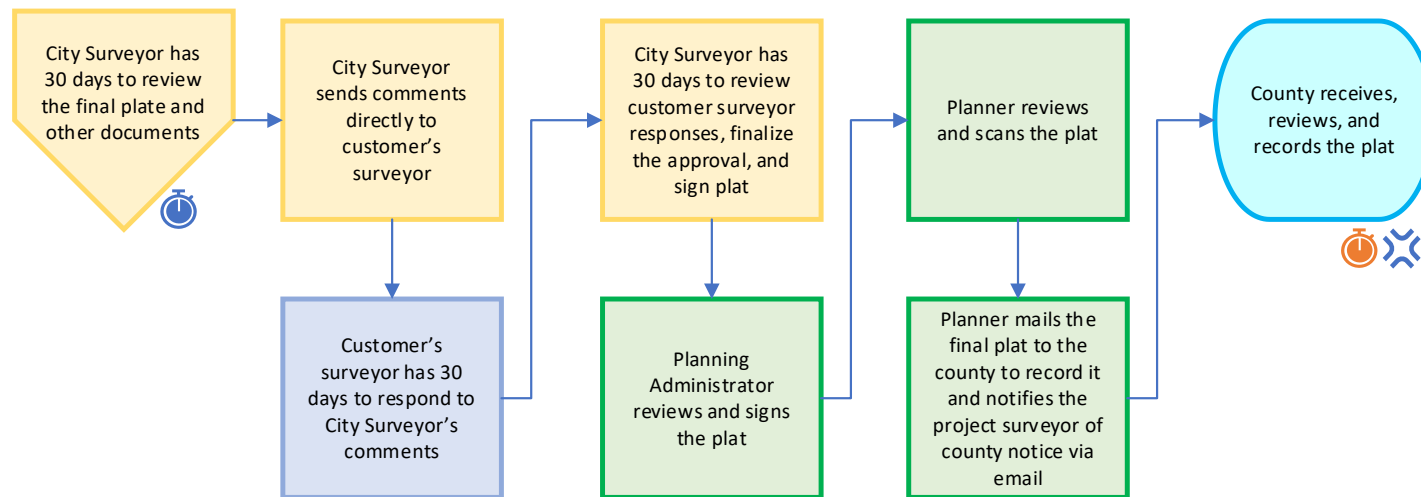 City Surveyor has
30 days to review
the final plate and
other documents
City Surveyor
sends comments
directly to
customer’s
surveyor
Customer’s
surveyor has 30
days to respond to
City Surveyor’s
comments
City Surveyor has
30 days to review
customer surveyor
responses, finalize
the approval, and
sign plat
Planning
Administrator
reviews and signs
the plat
Planner reviews
and scans the plat
Planner mails the
final plat to the
county to record it
and notifies the
project surveyor of
county notice via
email
County receives,
reviews, and
records the plat